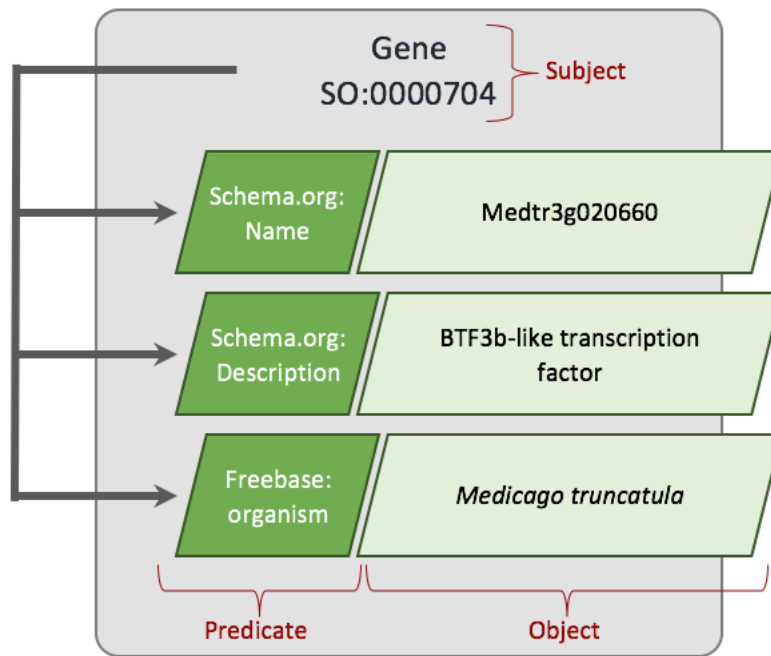 Gene
SO:0000704
Subject
Schema.org:
Name
Medtr3g020660
Schema.org:
Description
BTF3b-like transcription
factor
Freebase:
organism
Medicago truncatula
Predicate
Object